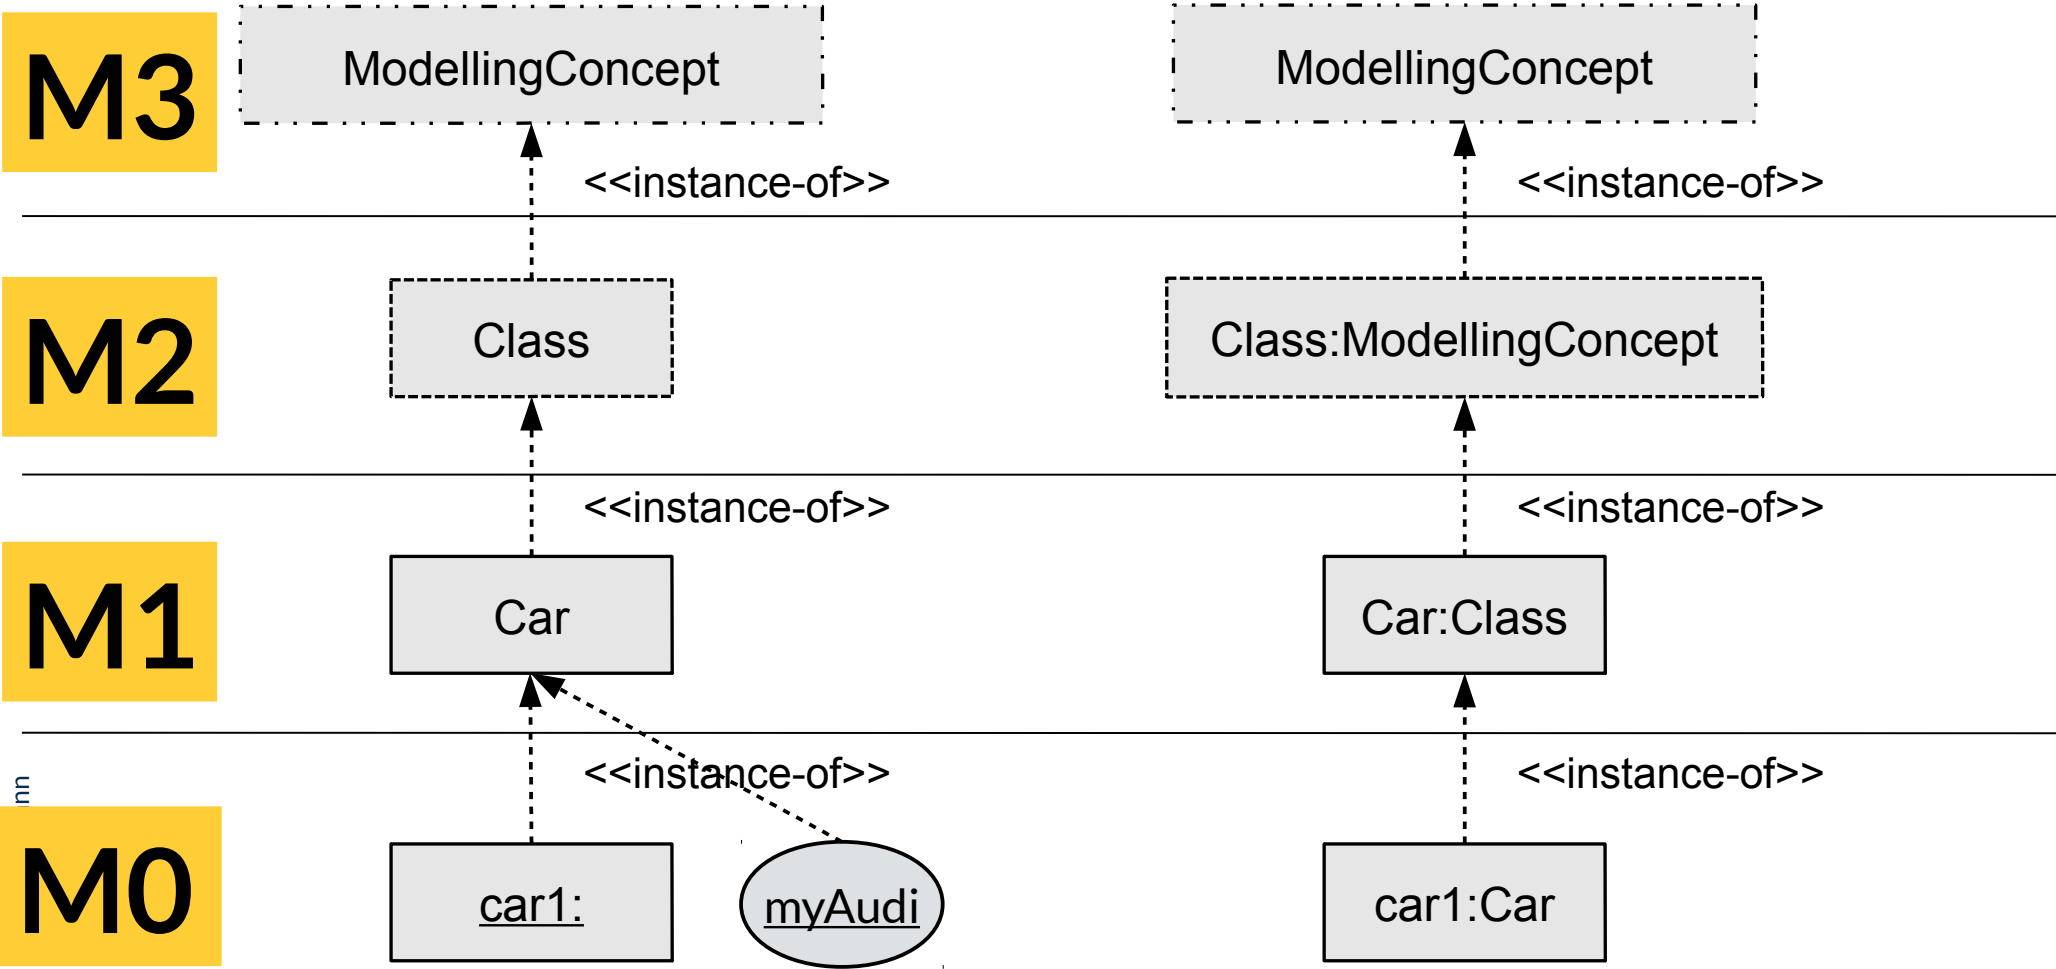 M3
ModellingConcept
ModellingConcept
<<instance-of>>
<<instance-of>>
M2
Class
Class:ModellingConcept
<<instance-of>>
<<instance-of>>
M1
Car
Car:Class
<<instance-of>>
<<instance-of>>
M0
car1:
myAudi
car1:Car